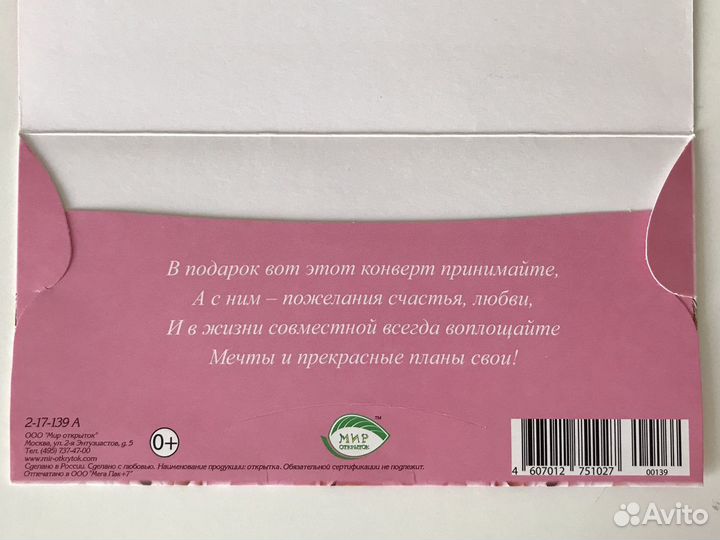 В подарок вот этот конверт принимайте,
А с ним – пожелания счастья, любви,
И в жизни совместной всегда воплощайте
Мечты и прекрасные планы свои!
2-17-139 А
ООО "Мир открыток"
Москва, ул. 2-я Энтузиастов, д. 5
Тел. (495) 737-47-00
www.mir-otkrytok.com
Сделано в России. Сделано с любовью. Наименование продукции: открытка. Обязательной сертификации не подлежит.
Отпечатано в ООО "Мега Пак +7"
0+
МИР
ОТКРЫТОК
TM
4 607012 751027
00139
Avito